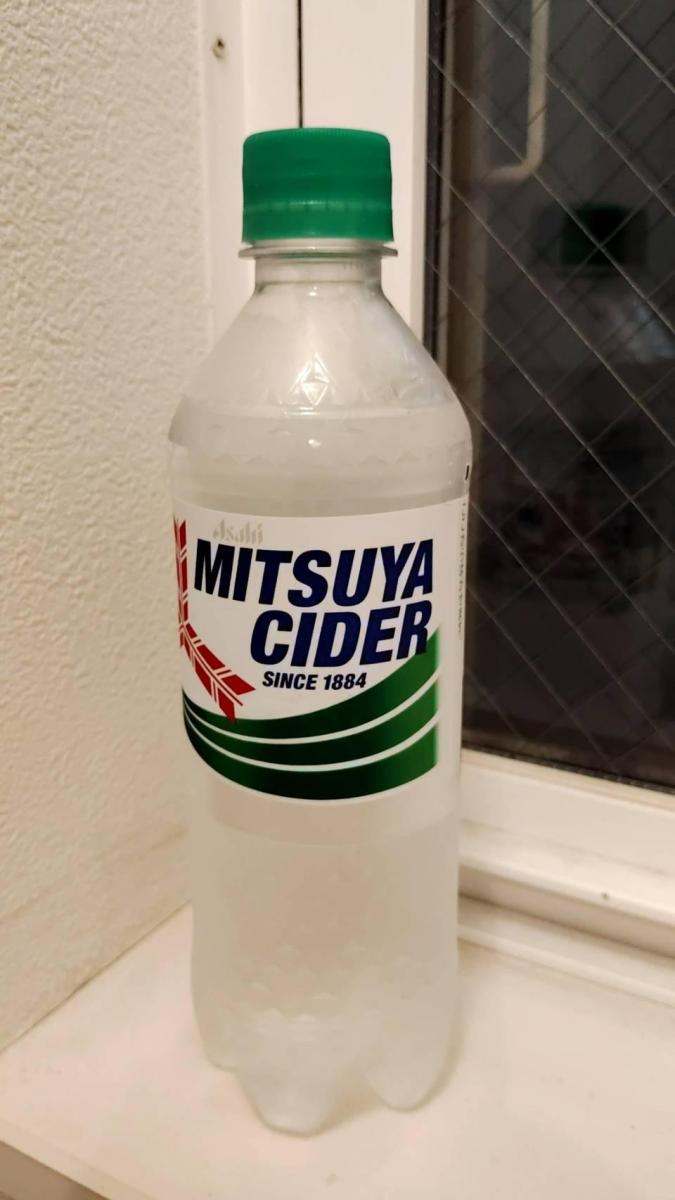 Asahi
MITSUYA
CIDER
SINCE 1884